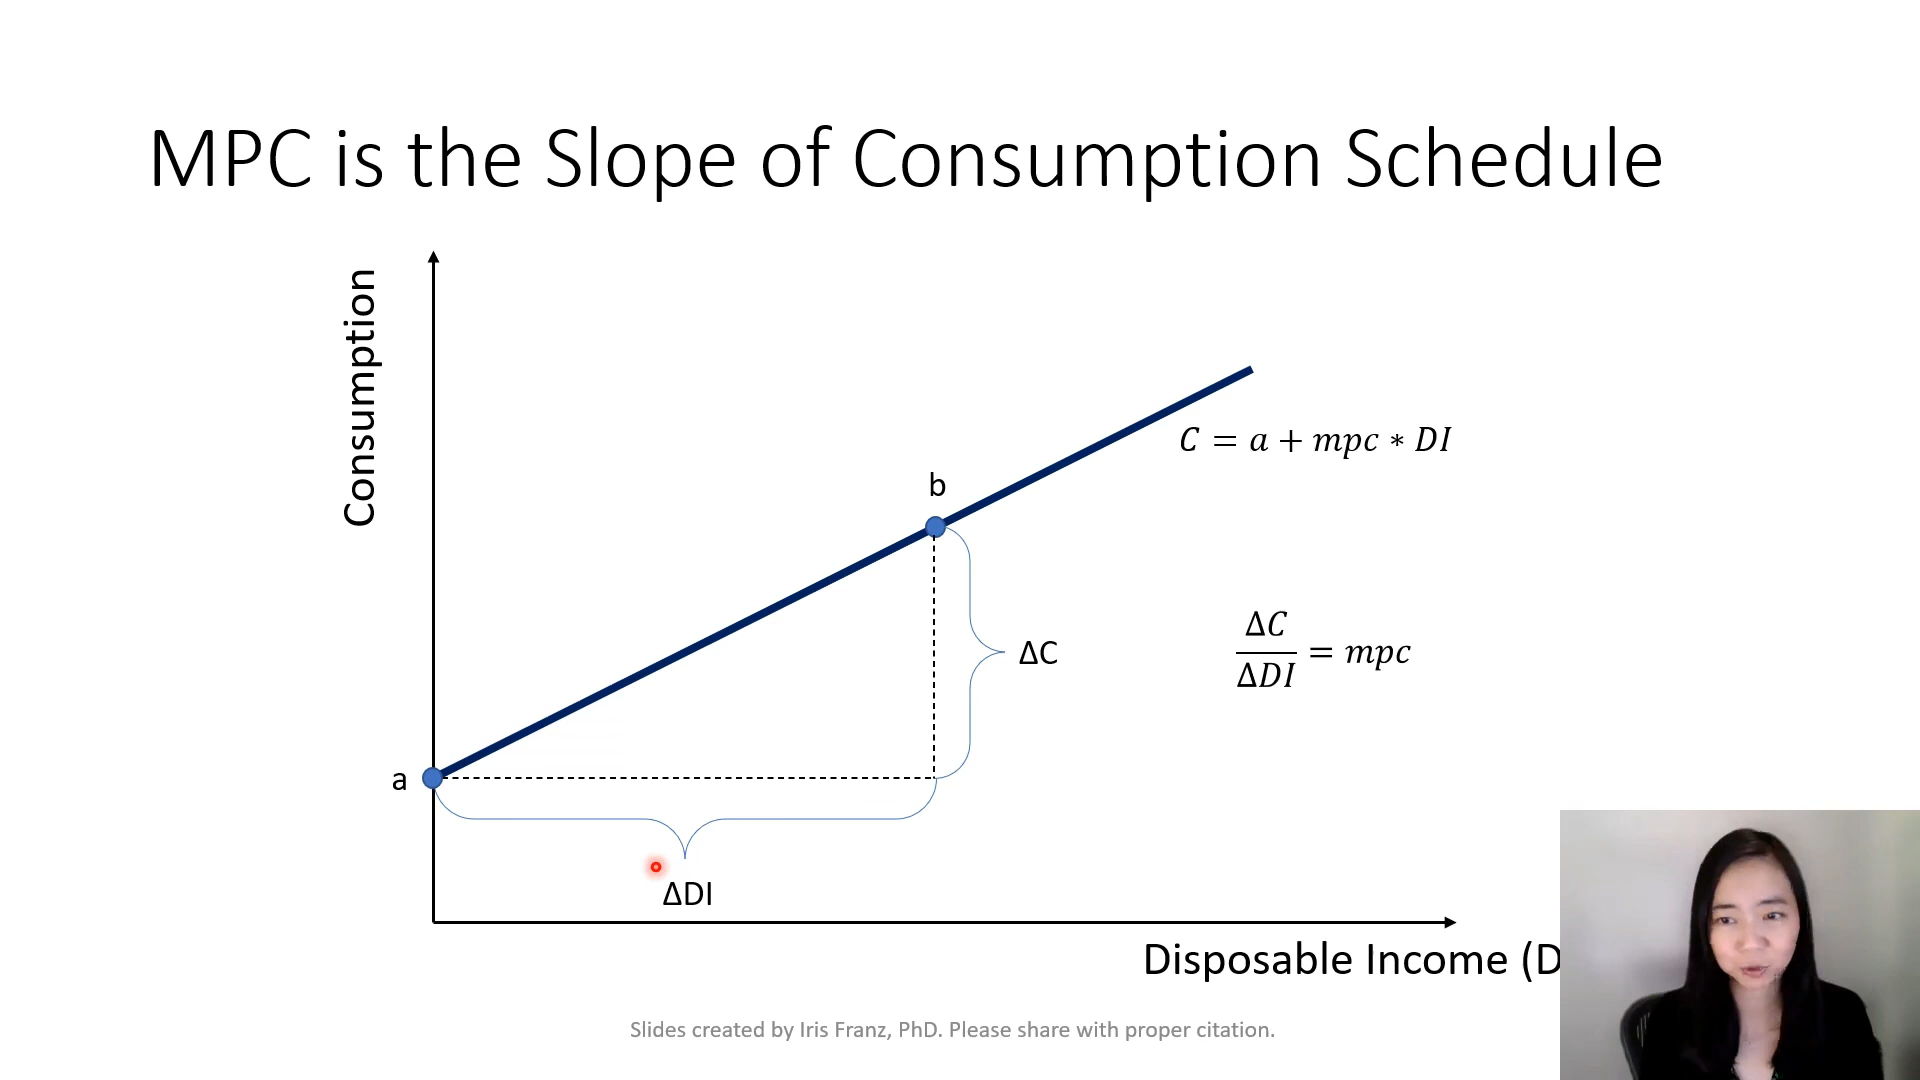 MPC is the Slope of Consumption Schedule
Consumption
C = a + mpc ∗ DI
b
ΔC
ΔC
ΔDI
= mpc
a
ΔDI
Disposable Income (D
Slides created by Iris Franz, PhD. Please share with proper citation.